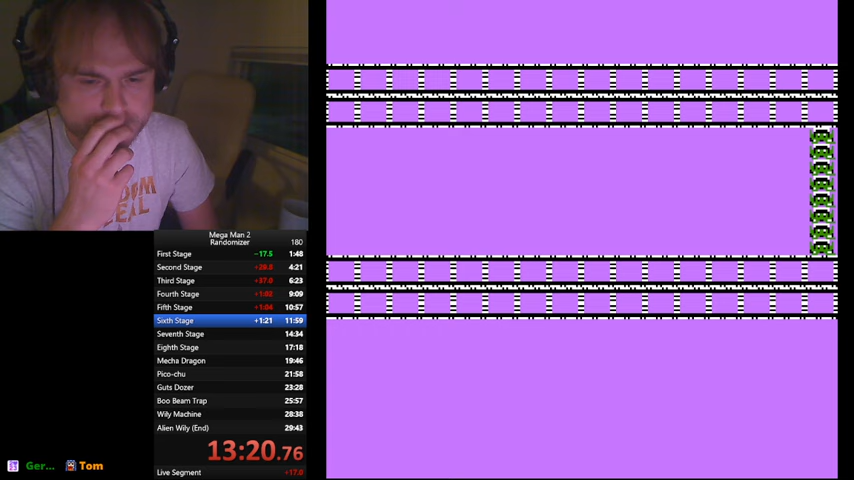 Mega Man 2
Randomizer 180
First Stage -17.5 1:48
Second Stage +29.8 4:21
Third Stage +37.0 6:23
Fourth Stage +1:02 9:09
Fifth Stage +1:04 10:57
Sixth Stage +1:21 11:59
Seventh Stage 14:34
Eighth Stage 17:18
Mecha Dragon 19:46
Pico-chu 21:58
Guts Dozer 23:28
Boo Beam Trap 25:57
Wily Machine 28:38
Alien Wily (End) 29:43
13:20.76
Live Segment +17.0
Ger... Tom